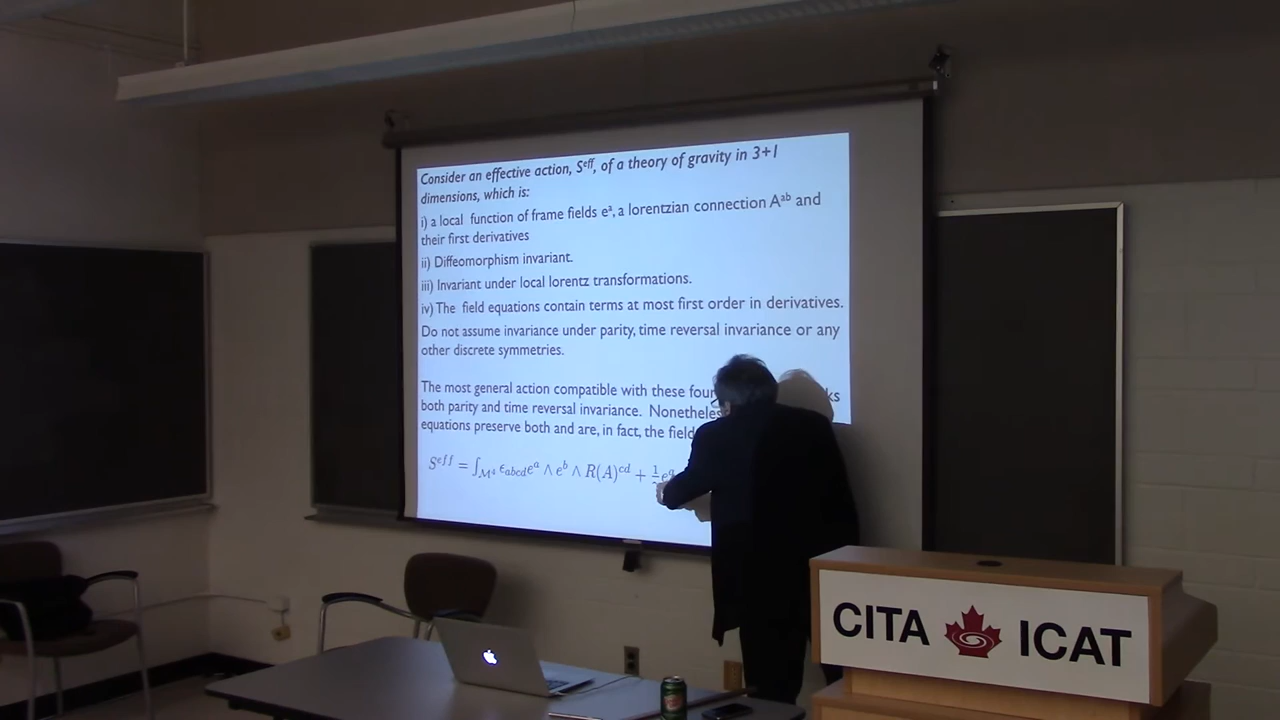 Consider an effective action, S^eff, of a theory of gravity in 3+1
dimensions, which is:
i) a local function of frame fields e^a, a lorentzian connection A^ab and
their first derivatives
ii) Diffeomorphism invariant.
iii) Invariant under local lorentz transformations.
iv) The field equations contain terms at most first order in derivatives.
Do not assume invariance under parity, time reversal invariance or any
other discrete symmetries.
The most general action compatible with these four
both parity and time reversal invariance. Nonetheles
equations preserve both and are, in fact, the field
S^eff = ∫_M⁴ ϵ_abcd e^a ∧ e^b ∧ R(A)^cd +
CITA ICAT